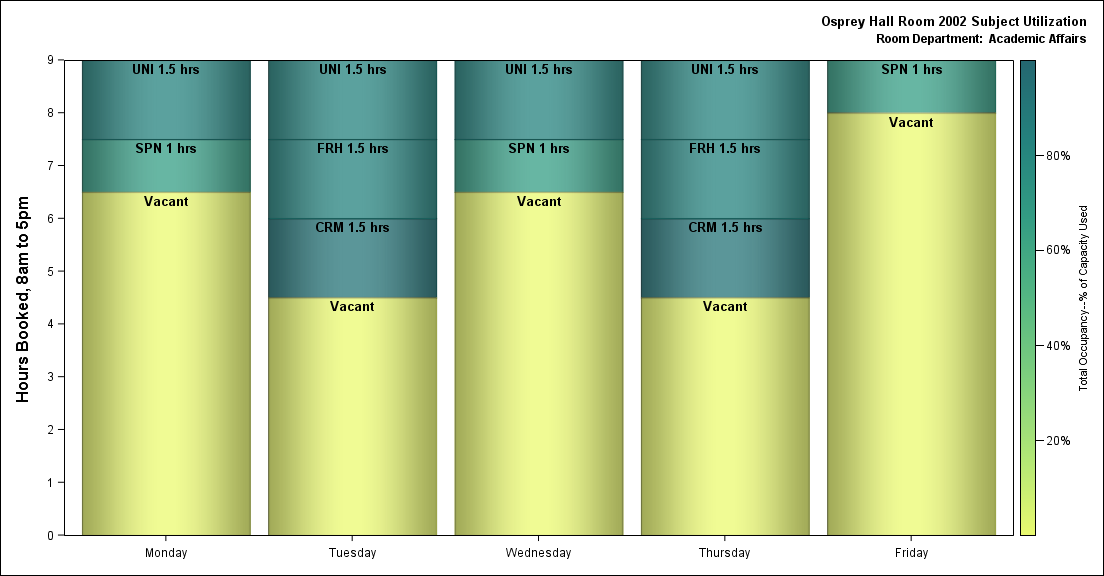 Osprey Hall Room 2002 Subject Utilization
Room Department: Academic Affairs
Hours Booked, 8am to 5pm
9
8
7
6
5
4
3
2
1
0
UNI 1.5 hrs
SPN 1 hrs
Vacant
UNI 1.5 hrs
FRH 1.5 hrs
CRM 1.5 hrs
Vacant
UNI 1.5 hrs
SPN 1 hrs
Vacant
UNI 1.5 hrs
FRH 1.5 hrs
CRM 1.5 hrs
Vacant
SPN 1 hrs
Vacant
Monday
Tuesday
Wednesday
Thursday
Friday
80%
60%
40%
20%
Total Occupancy--% of Capacity Used